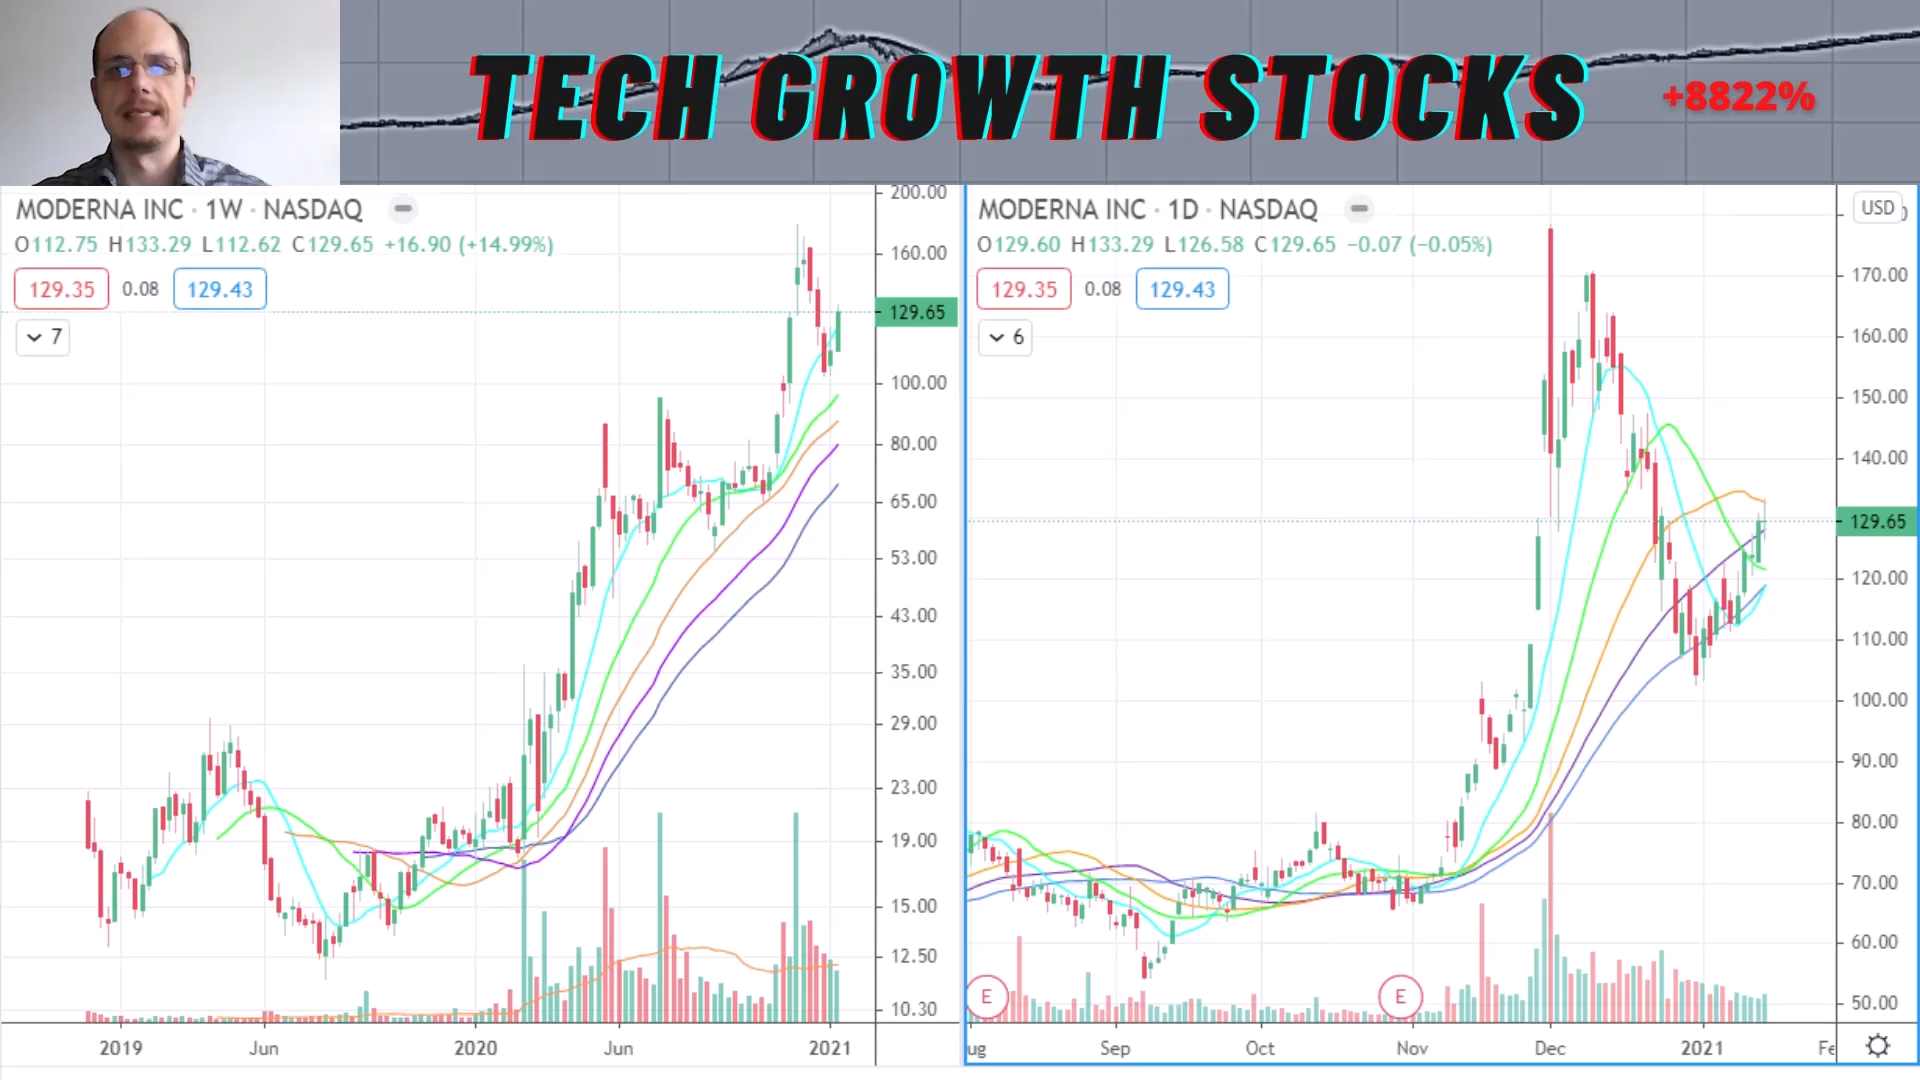 TECH GROWTH STOCKS
+8822%
MODERNA INC · 1W · NASDAQ
O112.75 H133.29 L112.62 C129.65 +16.90 (+14.99%)
129.35 0.08 129.43
7
200.00
160.00
129.65
100.00
80.00
65.00
53.00
43.00
35.00
29.00
23.00
19.00
15.00
12.50
10.30
2019 Jun 2020 Jun 2021
MODERNA INC · 1D · NASDAQ
O129.60 H133.29 L126.58 C129.65 −0.07 (−0.05%)
129.35 0.08 129.43
6
USD
170.00
160.00
150.00
140.00
129.65
120.00
110.00
100.00
90.00
80.00
70.00
60.00
50.00
E E
ug Sep Oct Nov Dec 2021 Fe